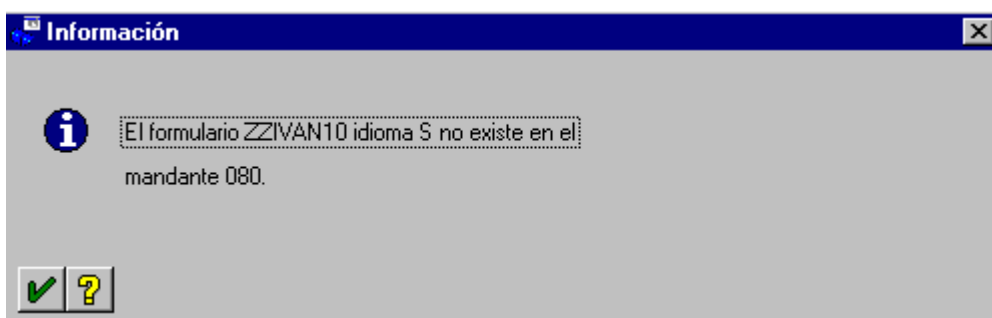 Información
El formulario ZZIVAN10 idioma S no existe en el
mandante 080.